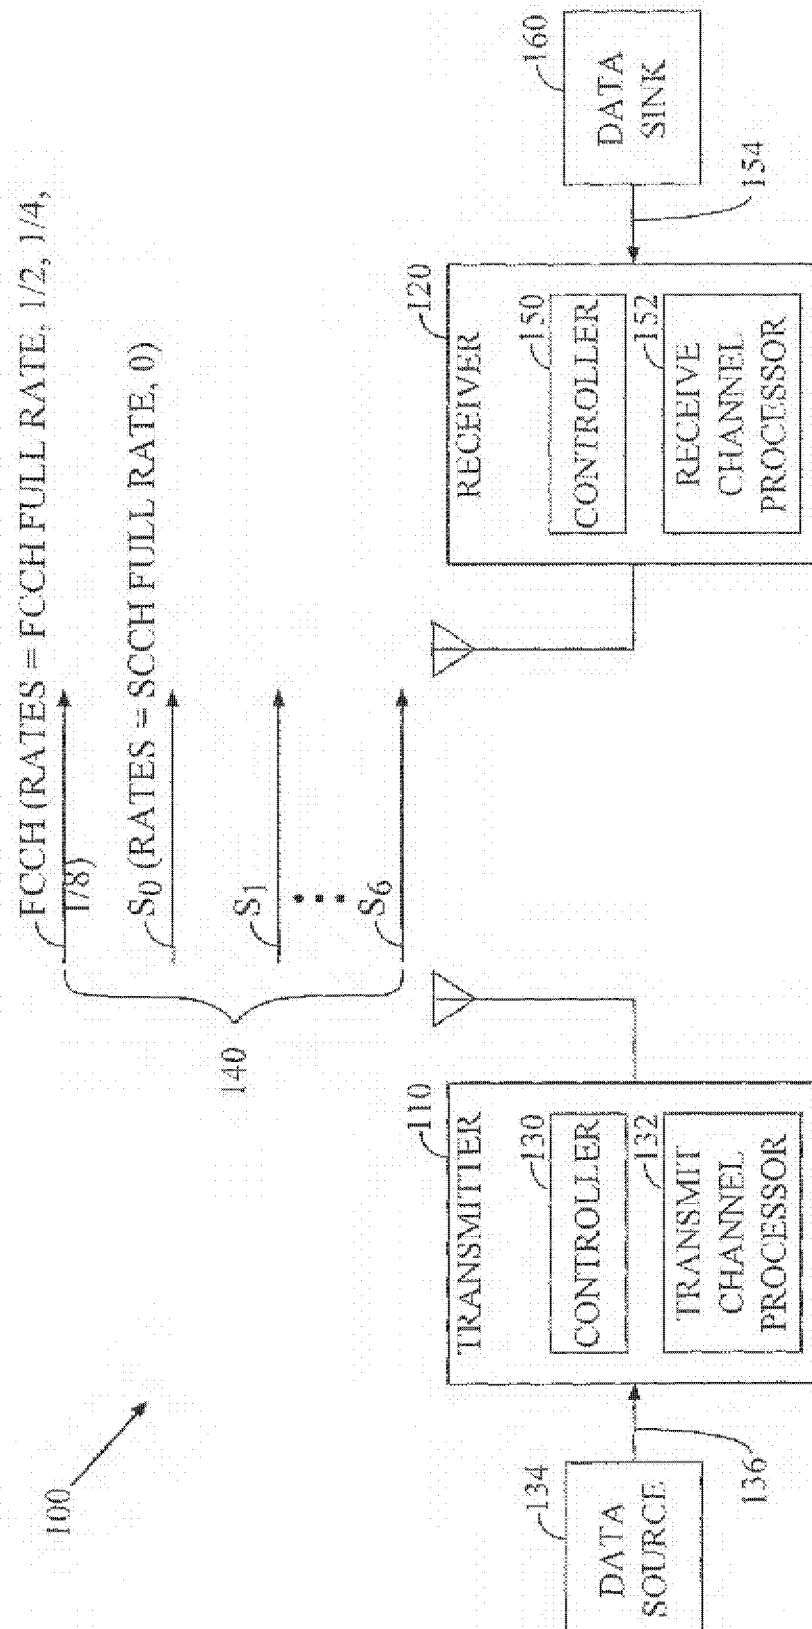 100
FCCH (RATES = FCCH FULL RATE, 1/2, 1/4,
1/8)
S0 (RATES = SCCH FULL RATE, 0)
S1
S6
140
110
TRANSMITTER
130
CONTROLLER
132
TRANSMIT
CHANNEL
PROCESSOR
134
DATA
SOURCE
136
120
RECEIVER
150
CONTROLLER
152
RECEIVE
CHANNEL
PROCESSOR
160
DATA
SINK
154